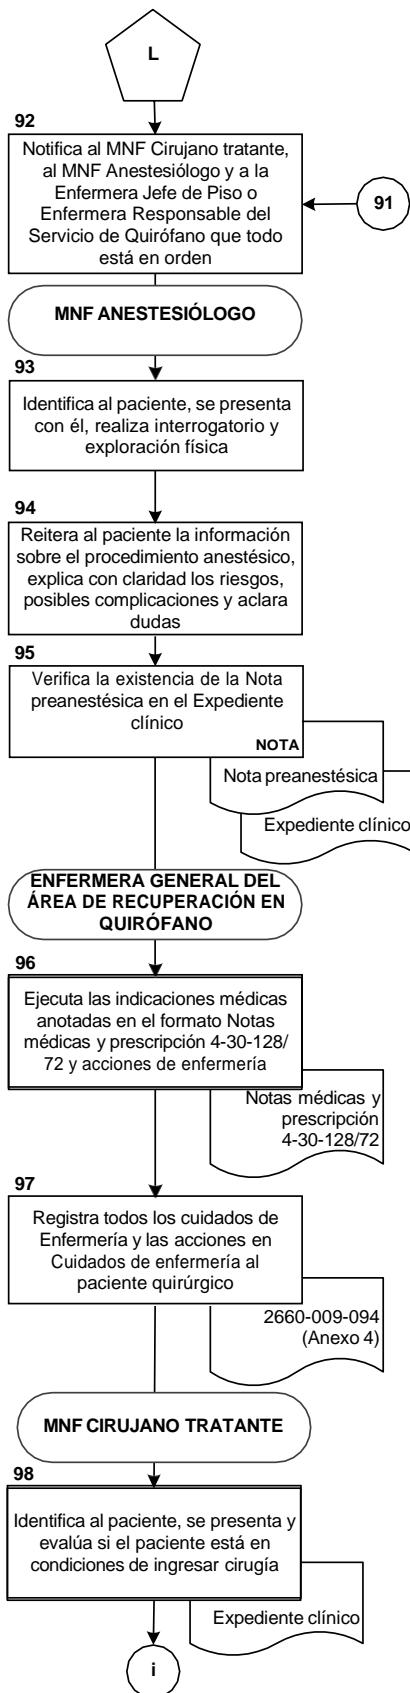 L
92
Notifica al MNF Cirujano tratante,
al MNF Anestesiólogo y a la
Enfermera Jefe de Piso o
Enfermera Responsable del
Servicio de Quirófano que todo
está en orden
91
MNF ANESTESIÓLOGO
93
Identifica al paciente, se presenta
con él, realiza interrogatorio y
exploración física
94
Reitera al paciente la información
sobre el procedimiento anestésico,
explica con claridad los riesgos,
posibles complicaciones y aclara
dudas
95
Verifica la existencia de la Nota
preanestésica en el Expediente
clínico
NOTA
Nota preanestésica
Expediente clínico
ENFERMERA GENERAL DEL
ÁREA DE RECUPERACIÓN EN
QUIRÓFANO
96
Ejecuta las indicaciones médicas
anotadas en el formato Notas
médicas y prescripción 4-30-128/
72 y acciones de enfermería
Notas médicas y
prescripción
4-30-128/72
97
Registra todos los cuidados de
Enfermería y las acciones en
Cuidados de enfermería al
paciente quirúrgico
2660-009-094
(Anexo 4)
MNF CIRUJANO TRATANTE
98
Identifica al paciente, se presenta y
evalúa si el paciente está en
condiciones de ingresar cirugía
Expediente clínico
i